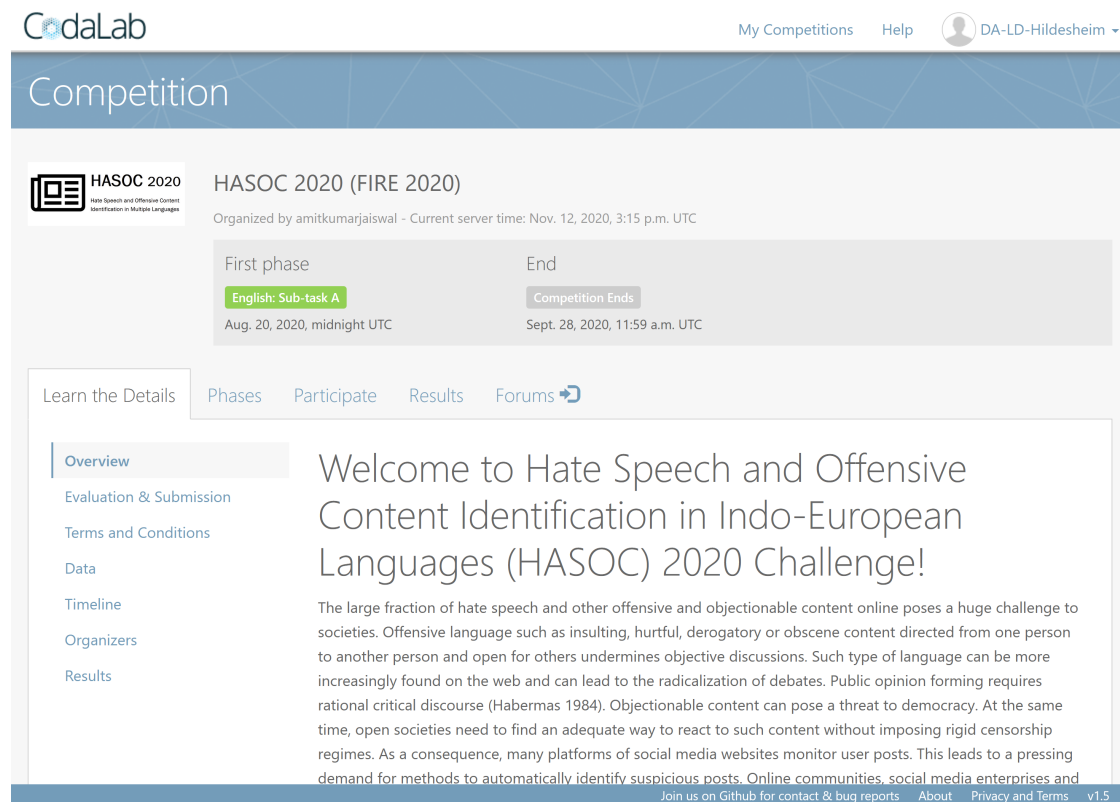 CodaLab
My Competitions Help DA-LD-Hildesheim
Competition
HASOC 2020
Hate Speech and Offensive Content
Identification in Multiple Languages
HASOC 2020 (FIRE 2020)
Organized by amitkumarjaiswal - Current server time: Nov. 12, 2020, 3:15 p.m. UTC
First phase
End
English: Sub-task A
Competition Ends
Aug. 20, 2020, midnight UTC
Sept. 28, 2020, 11:59 a.m. UTC
Learn the Details Phases Participate Results Forums
Overview
Evaluation & Submission
Terms and Conditions
Data
Timeline
Organizers
Results
Welcome to Hate Speech and Offensive
Content Identification in Indo-European
Languages (HASOC) 2020 Challenge!
The large fraction of hate speech and other offensive and objectionable content online poses a huge challenge to
societies. Offensive language such as insulting, hurtful, derogatory or obscene content directed from one person
to another person and open for others undermines objective discussions. Such type of language can be more
increasingly found on the web and can lead to the radicalization of debates. Public opinion forming requires
rational critical discourse (Habermas 1984). Objectionable content can pose a threat to democracy. At the same
time, open societies need to find an adequate way to react to such content without imposing rigid censorship
regimes. As a consequence, many platforms of social media websites monitor user posts. This leads to a pressing
demand for methods to automatically identify suspicious posts. Online communities, social media enterprises and
Join us on Github for contact & bug reports About Privacy and Terms v1.5